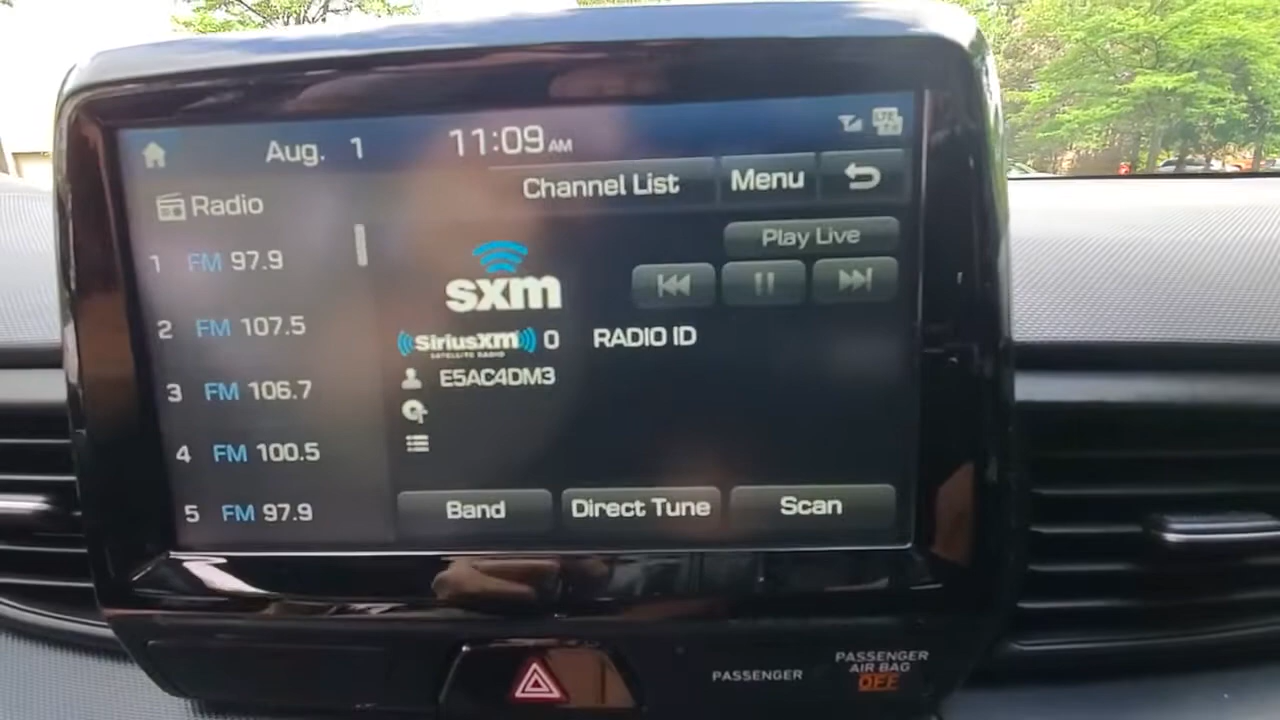 Aug. 1 11:09 AM LTE
Channel List Menu
Radio
Play Live
1 FM 97.9
2 FM 107.5
3 FM 106.7
4 FM 100.5
5 FM 97.9
sxm
SiriusXM 0 RADIO ID
SATELLITE RADIO
E5AC4DM3
Band Direct Tune Scan
PASSENGER
PASSENGER
AIR BAG
OFF